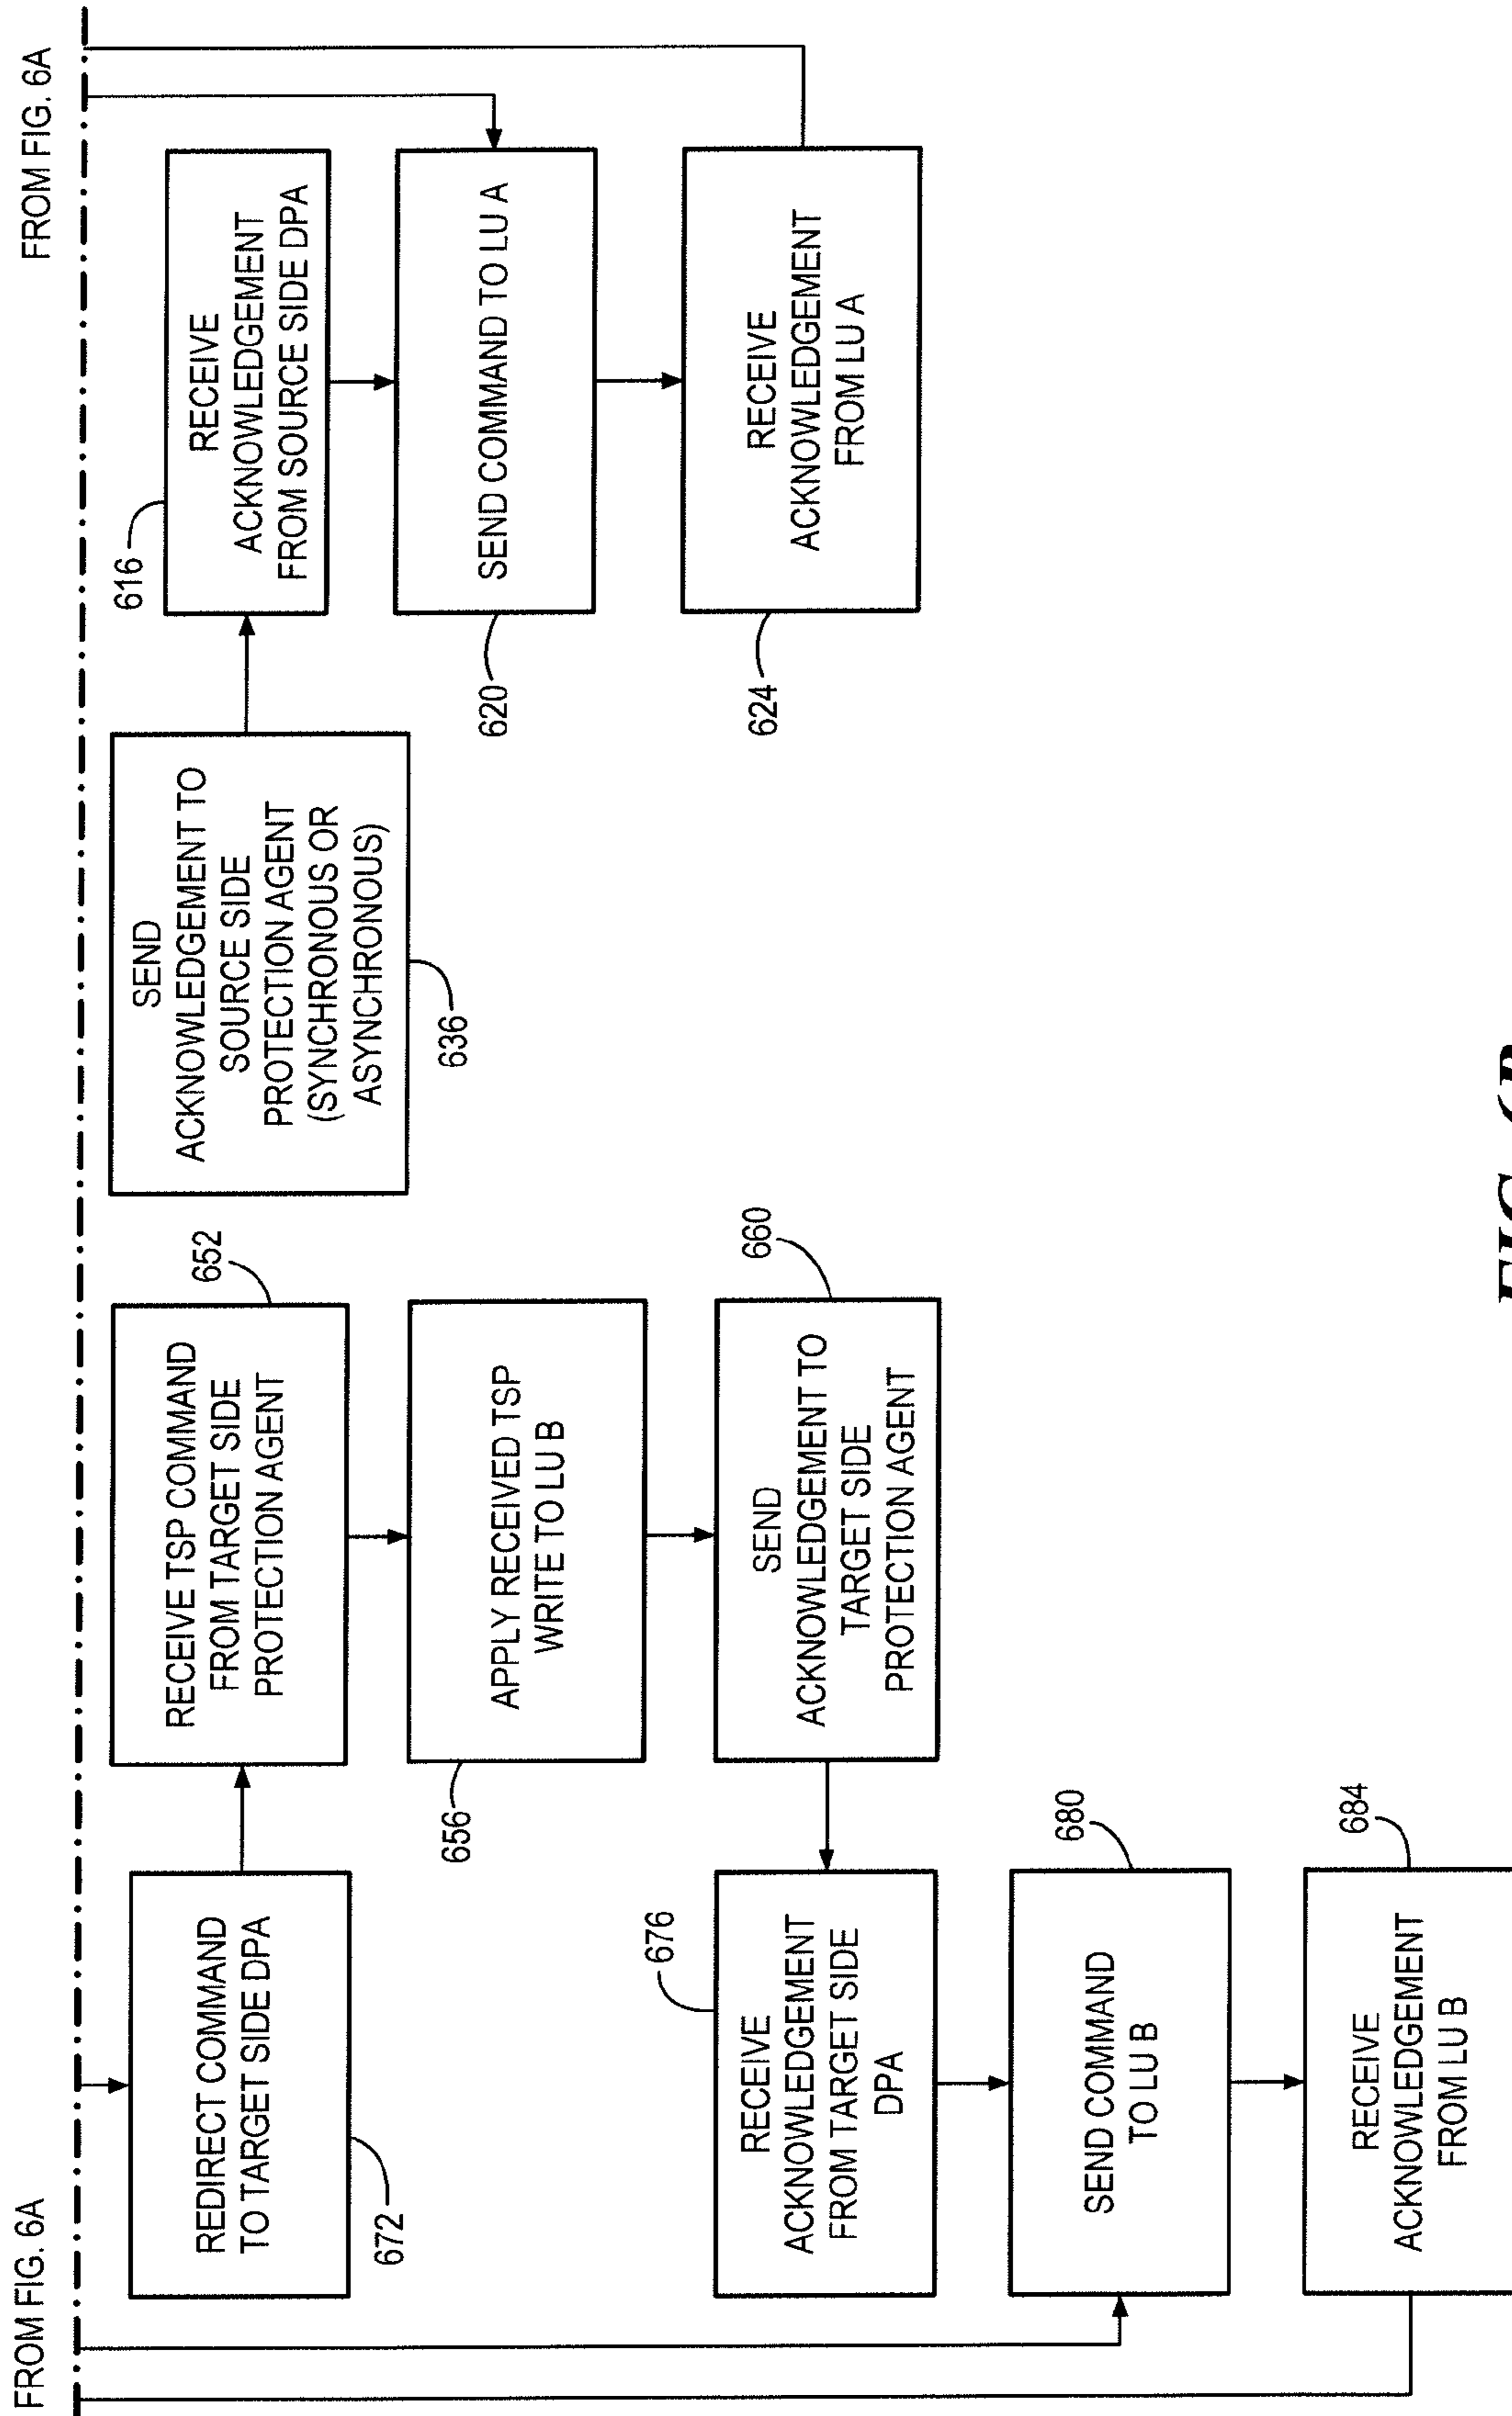 FROM FIG. 6A
REDIRECT COMMAND
TO TARGET SIDE DPA
672
RECEIVE TSP COMMAND
FROM TARGET SIDE
PROTECTION AGENT
652
APPLY RECEIVED TSP
WRITE TO LU B
656
SEND
ACKNOWLEDGEMENT TO
TARGET SIDE
PROTECTION AGENT
660
RECEIVE
ACKNOWLEDGEMENT
FROM TARGET SIDE
DPA
676
SEND COMMAND
TO LU B
680
RECEIVE
ACKNOWLEDGEMENT
FROM LU B
684
SEND
ACKNOWLEDGEMENT TO
SOURCE SIDE
PROTECTION AGENT
(SYNCHRONOUS OR
ASYNCHRONOUS)
636
FROM FIG. 6A
RECEIVE
ACKNOWLEDGEMENT
FROM SOURCE SIDE DPA
616
SEND COMMAND TO LU A
620
RECEIVE
ACKNOWLEDGEMENT
FROM LU A
624